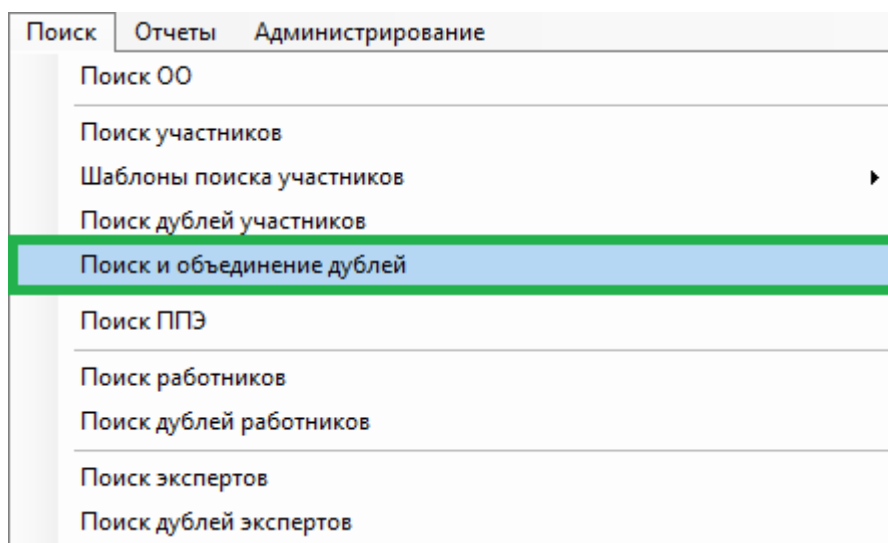 Поиск Отчеты Администрирование
Поиск ОО
Поиск участников
Шаблоны поиска участников
Поиск дублей участников
Поиск и объединение дублей
Поиск ППЭ
Поиск работников
Поиск дублей работников
Поиск экспертов
Поиск дублей экспертов